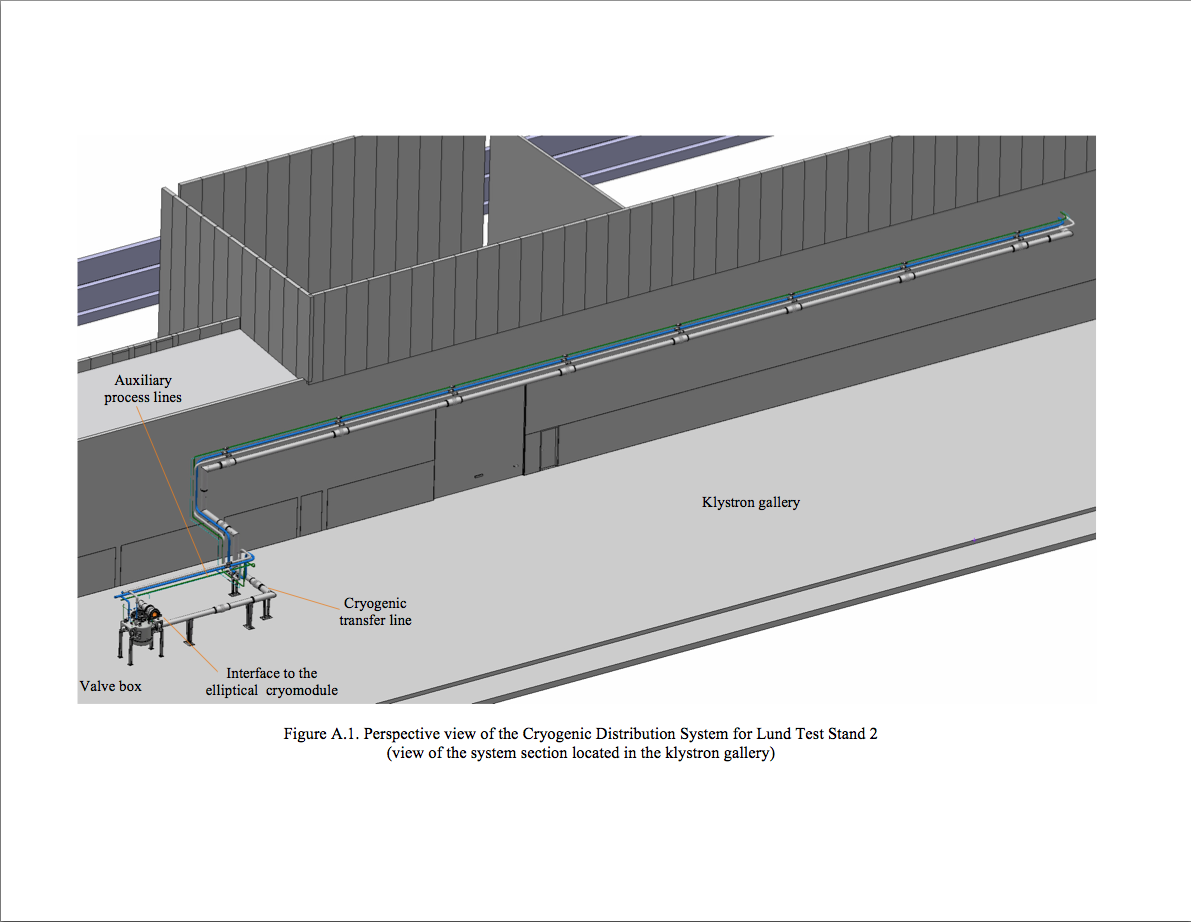 Auxiliary
process lines
Klystron gallery
Cryogenic
transfer line
Interface to the
elliptical cryomodule
Valve box
Figure A.1. Perspective view of the Cryogenic Distribution System for Lund Test Stand 2
(view of the system section located in the klystron gallery)